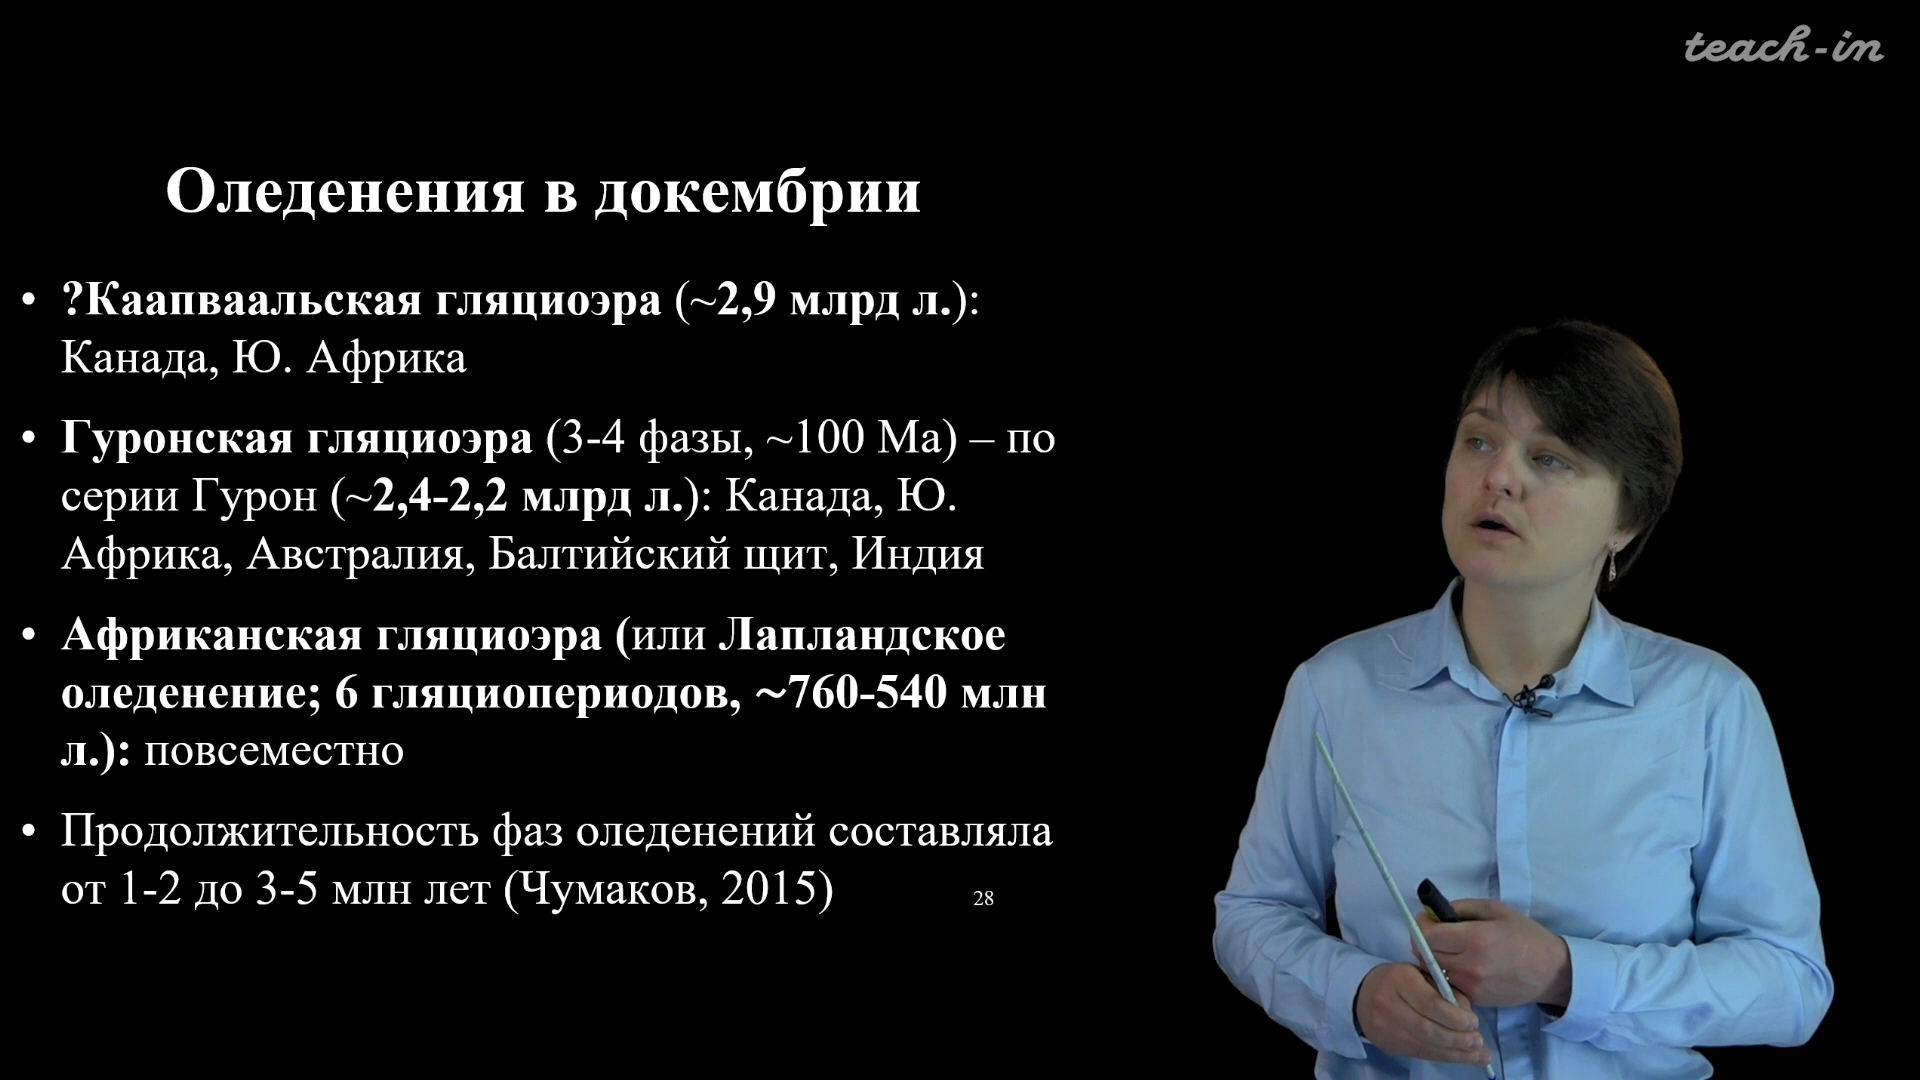 teach-in
Оледенения в докембрии
• ?Каапваальская гляциоэра (~2,9 млрд л.):
Канада, Ю. Африка
• Гуронская гляциоэра (3-4 фазы, ~100 Ма) – по
серии Гурон (~2,4-2,2 млрд л.): Канада, Ю.
Африка, Австралия, Балтийский щит, Индия
• Африканская гляциоэра (или Лапландское
оледенение; 6 гляциопериодов, ~760-540 млн
л.): повсеместно
• Продолжительность фаз оледенений составляла
от 1-2 до 3-5 млн лет (Чумаков, 2015)
28